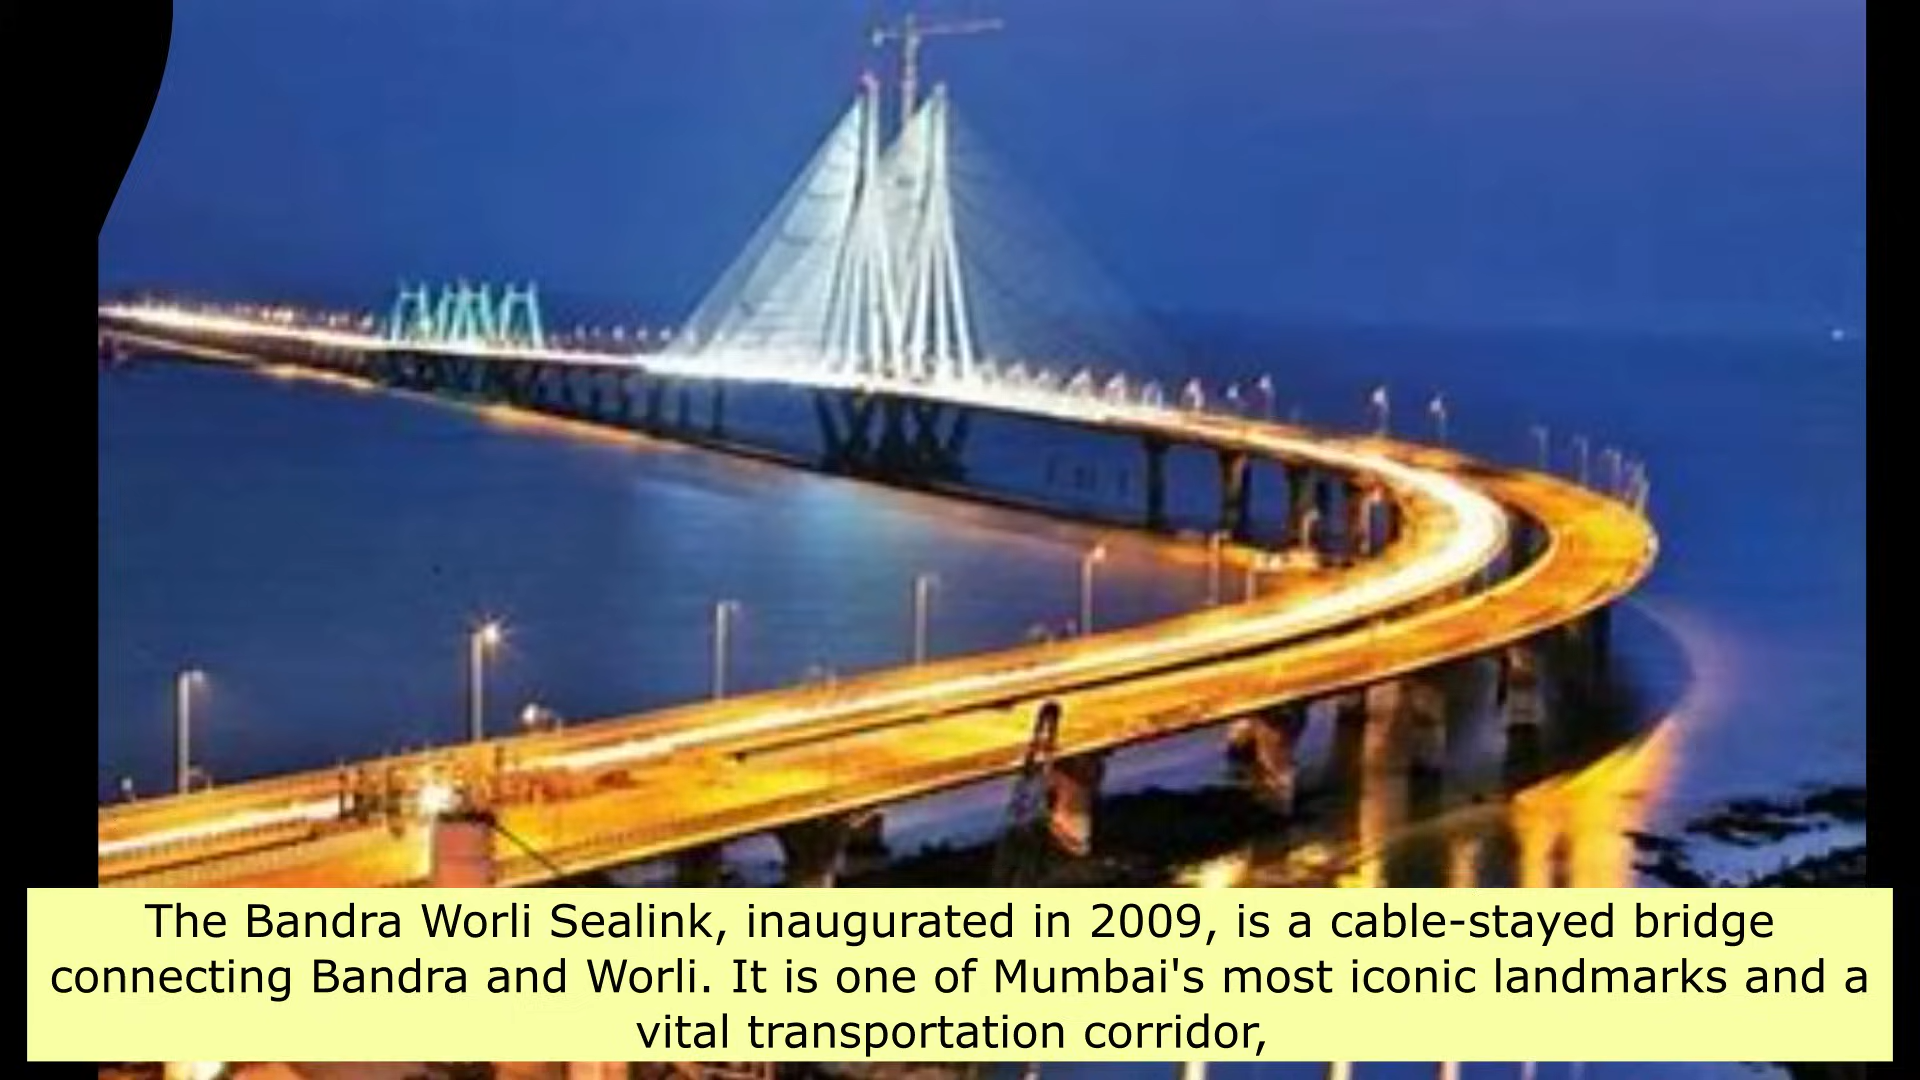 The Bandra Worli Sealink, inaugurated in 2009, is a cable-stayed bridge
connecting Bandra and Worli. It is one of Mumbai's most iconic landmarks and a
vital transportation corridor,